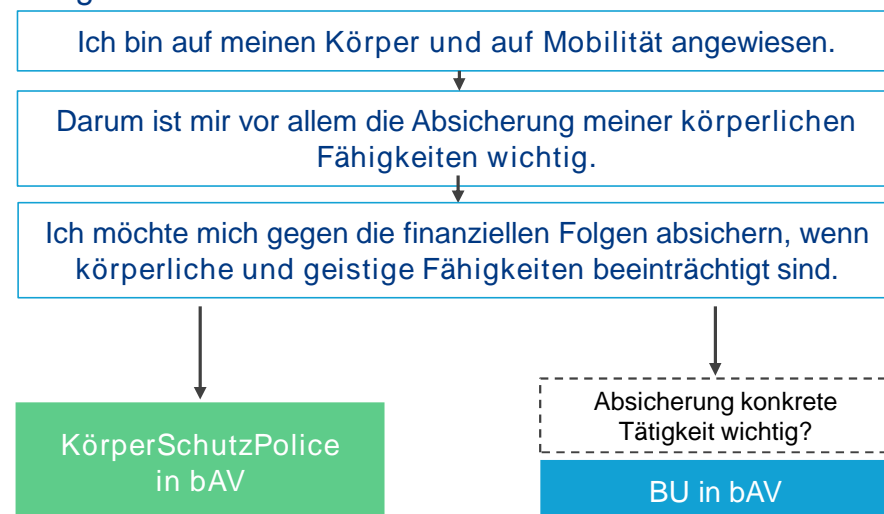 Ich bin auf meinen Körper und auf Mobilität angewiesen.
Darum ist mir vor allem die Absicherung meiner körperlichen
Fähigkeiten wichtig.
Ich möchte mich gegen die finanziellen Folgen absichern, wenn
körperliche und geistige Fähigkeiten beeinträchtigt sind.
KörperSchutzPolice
in bAV
Absicherung konkrete
Tätigkeit wichtig?
BU in bAV